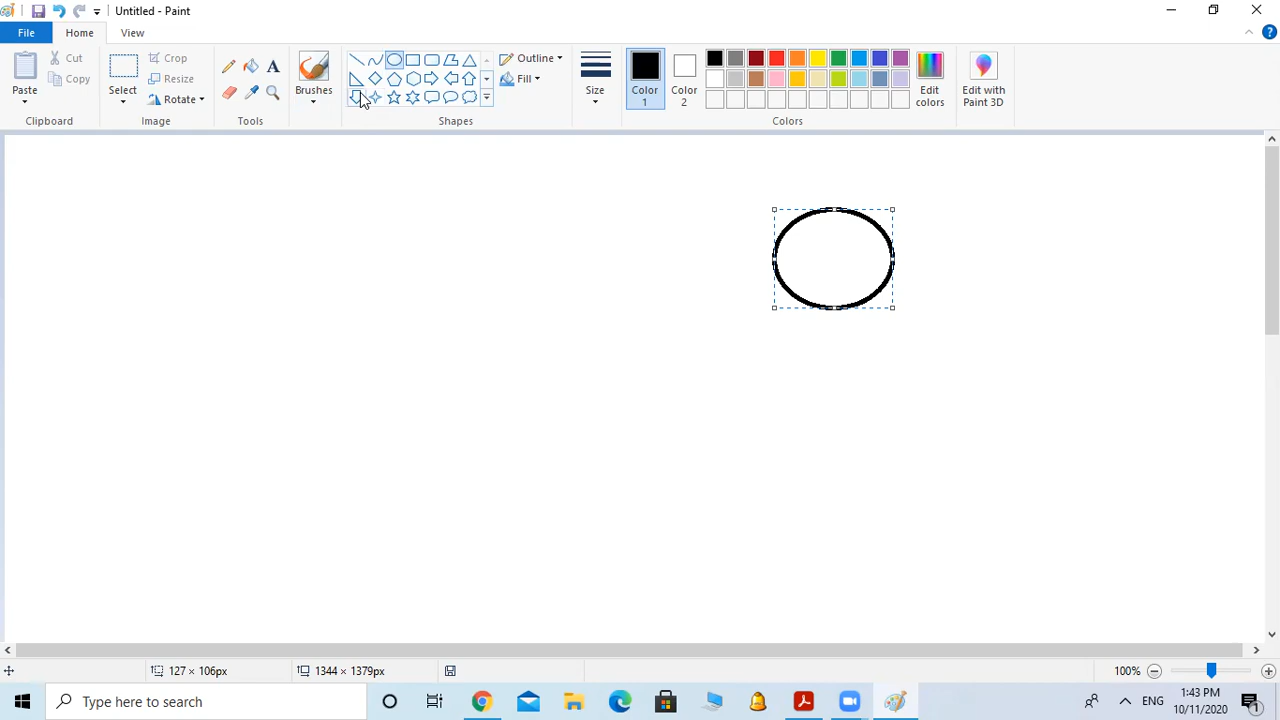 Untitled - Paint
File Home View
Paste
Cut
Copy
Clipboard
Select
Crop
Resize
Rotate
Image
A
Tools
Brushes
Outline
Fill
Shapes
Size
Color 1
Color 2
Edit colors
Colors
Edit with Paint 3D
127 × 106px
1344 × 1379px
100%
Type here to search
ENG
1:43 PM
10/11/2020
1